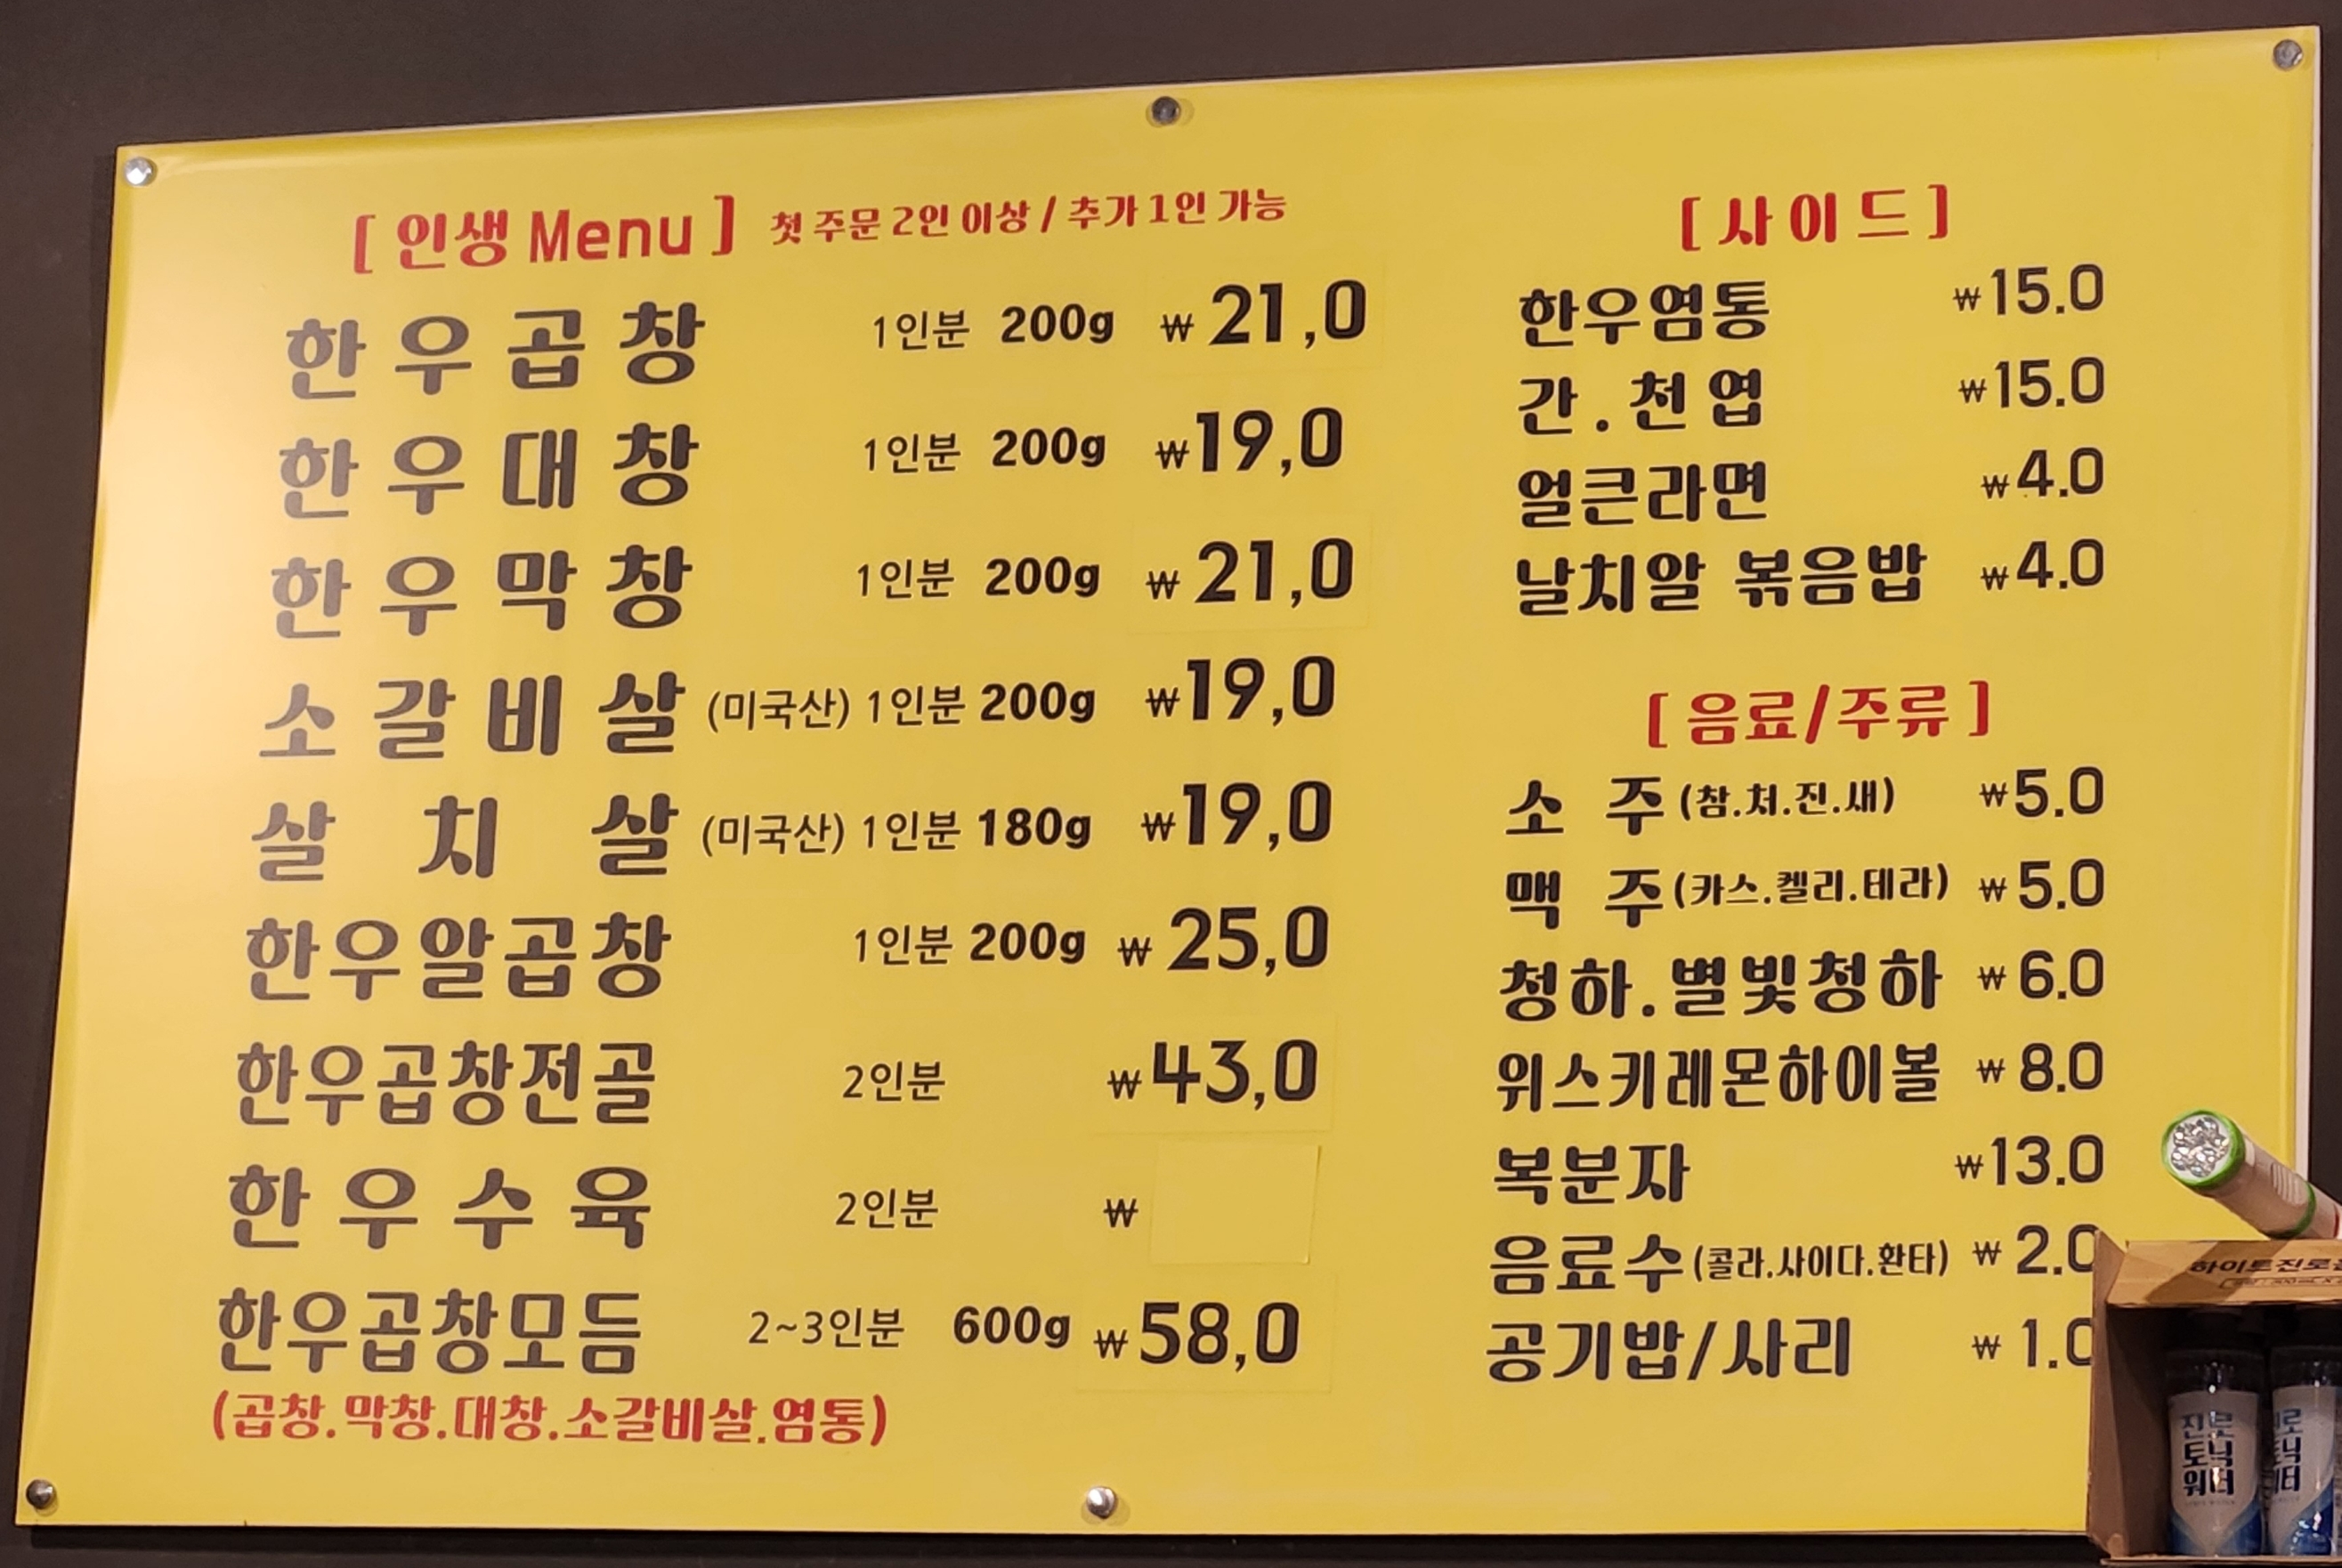 [ 인생 Menu ] 첫 주문 2인 이상 / 추가 1인 가능
한우곱창 1인분 200g ₩ 21,0
한우대창 1인분 200g ₩19,0
한우막창 1인분 200g ₩ 21,0
소갈비살 (미국산) 1인분 200g ₩19,0
살치살 (미국산) 1인분 180g ₩19,0
한우알곱창 1인분 200g ₩ 25,0
한우곱창전골 2인분 ₩43,0
한우수육 2인분 ₩
한우곱창모듬 2~3인분 600g ₩58,0
(곱창.막창.대창.소갈비살.염통)
[ 사이드 ]
한우염통 ₩15.0
간.천엽 ₩15.0
얼큰라면 ₩4.0
날치알 볶음밥 ₩4.0
[ 음료/주류 ]
소 주 (참.처.진.새) ₩5.0
맥 주 (카스.켈리.테라) ₩5.0
청하.별빛청하 ₩6.0
위스키레몬하이볼 ₩8.0
복분자 ₩13.0
음료수 (콜라.사이다.환타) ₩ 2.0
공기밥/사리 ₩ 1.0
하이트진로
진로
토닉
워터